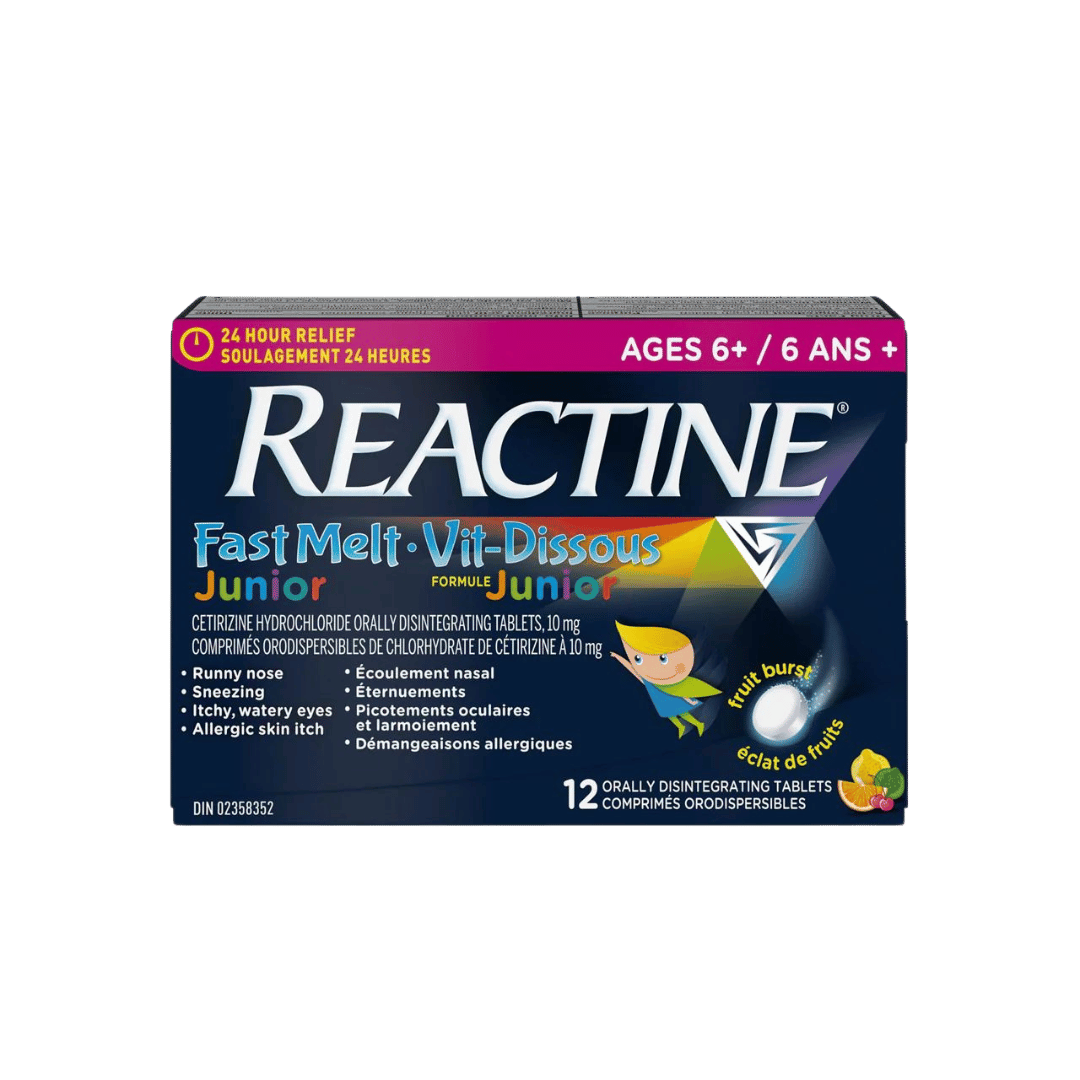 24 HOUR RELIEF
SOULAGEMENT 24 HEURES
AGES 6+ / 6 ANS +
REACTINE®
Fast Melt • Vit-Dissous
Junior FORMULE Junior
CETIRIZINE HYDROCHLORIDE ORALLY DISINTEGRATING TABLETS, 10 mg
COMPRIMÉS ORODISPERSIBLES DE CHLORHYDRATE DE CÉTIRIZINE À 10 mg
• Runny nose
• Sneezing
• Itchy, watery eyes
• Allergic skin itch
• Écoulement nasal
• Éternuements
• Picotements oculaires
et larmoiement
• Démangeaisons allergiques
fruit burst
éclat de fruits
12 ORALLY DISINTEGRATING TABLETS
COMPRIMÉS ORODISPERSIBLES
DIN 02358352